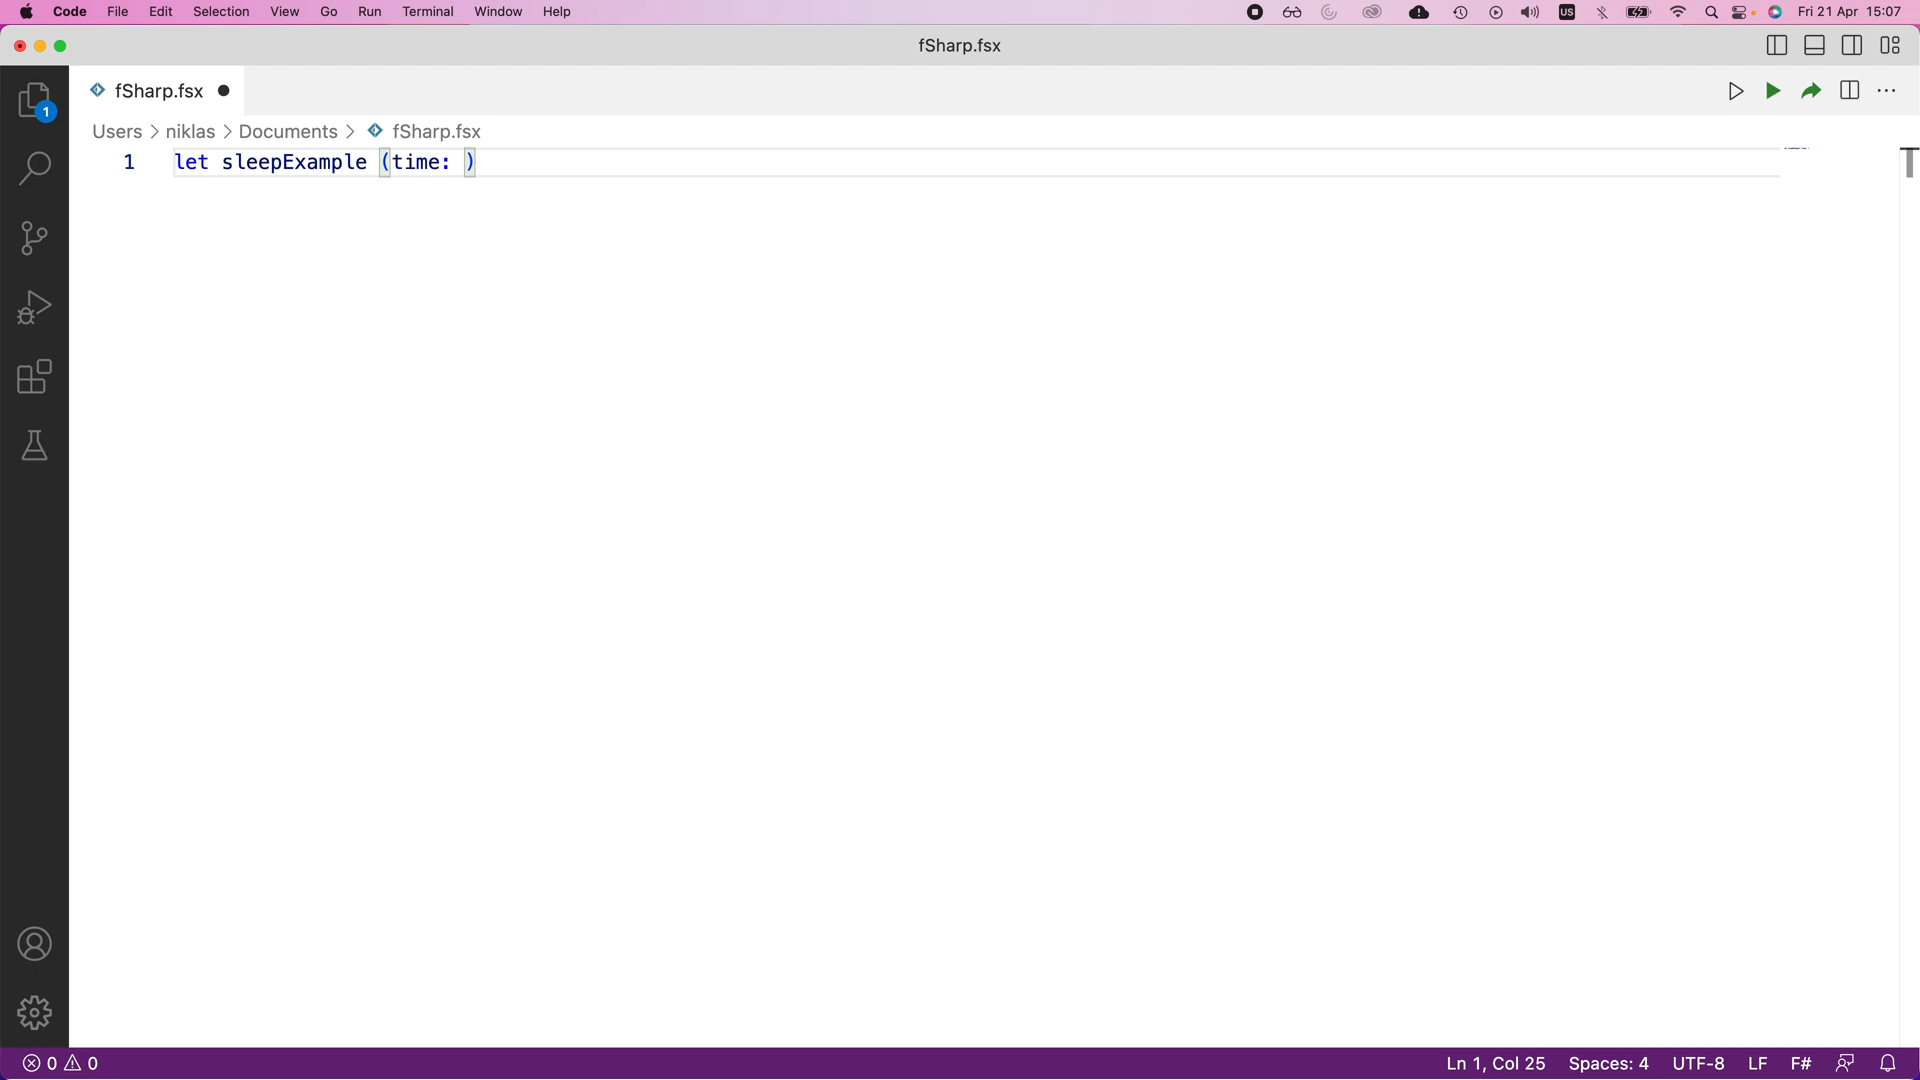 Code File Edit Selection View Go Run Terminal Window Help US Fri 21 Apr 15:07
fSharp.fsx
fSharp.fsx
1
Users > niklas > Documents > fSharp.fsx
1 let sleepExample (time: )
0 0 Ln 1, Col 25 Spaces: 4 UTF-8 LF F#